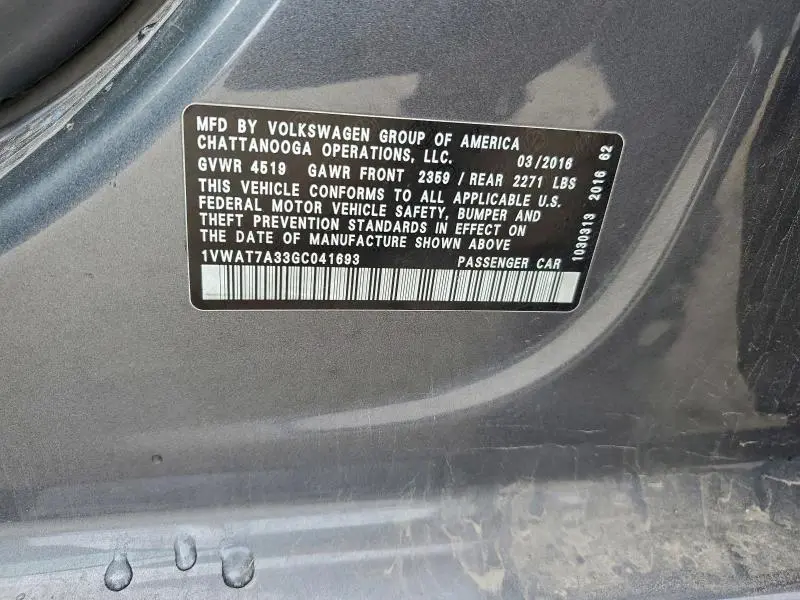 MFD BY VOLKSWAGEN GROUP OF AMERICA
CHATTANOOGA OPERATIONS, LLC. 03/2016
GVWR 4519 GAWR FRONT 2359 / REAR 2271 LBS
THIS VEHICLE CONFORMS TO ALL APPLICABLE U.S.
FEDERAL MOTOR VEHICLE SAFETY, BUMPER AND
THEFT PREVENTION STANDARDS IN EFFECT ON
THE DATE OF MANUFACTURE SHOWN ABOVE
1VWAT7A33GC041693 PASSENGER CAR
1030313 2016 62